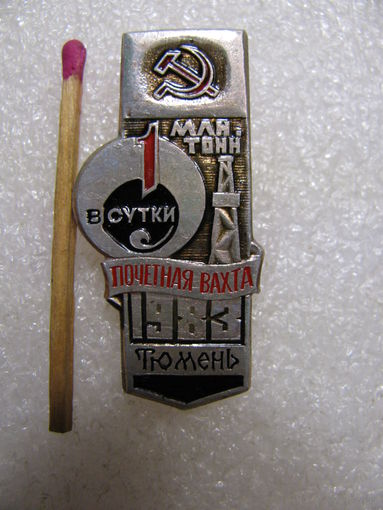 1
МЛН.
ТОНН
В СУТКИ
ПОЧЕТНАЯ ВАХТА
1983
ТЮМЕНЬ